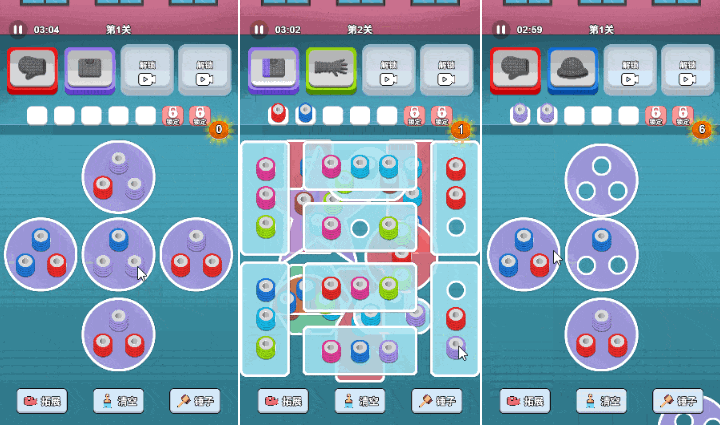 03:04 第1关
解锁 解锁
锁定 锁定
0
拓展 清空 锤子
03:02 第2关
解锁 解锁
锁定 锁定
1
拓展 清空 锤子
02:59 第1关
解锁 解锁
锁定 锁定
6
拓展 清空 锤子